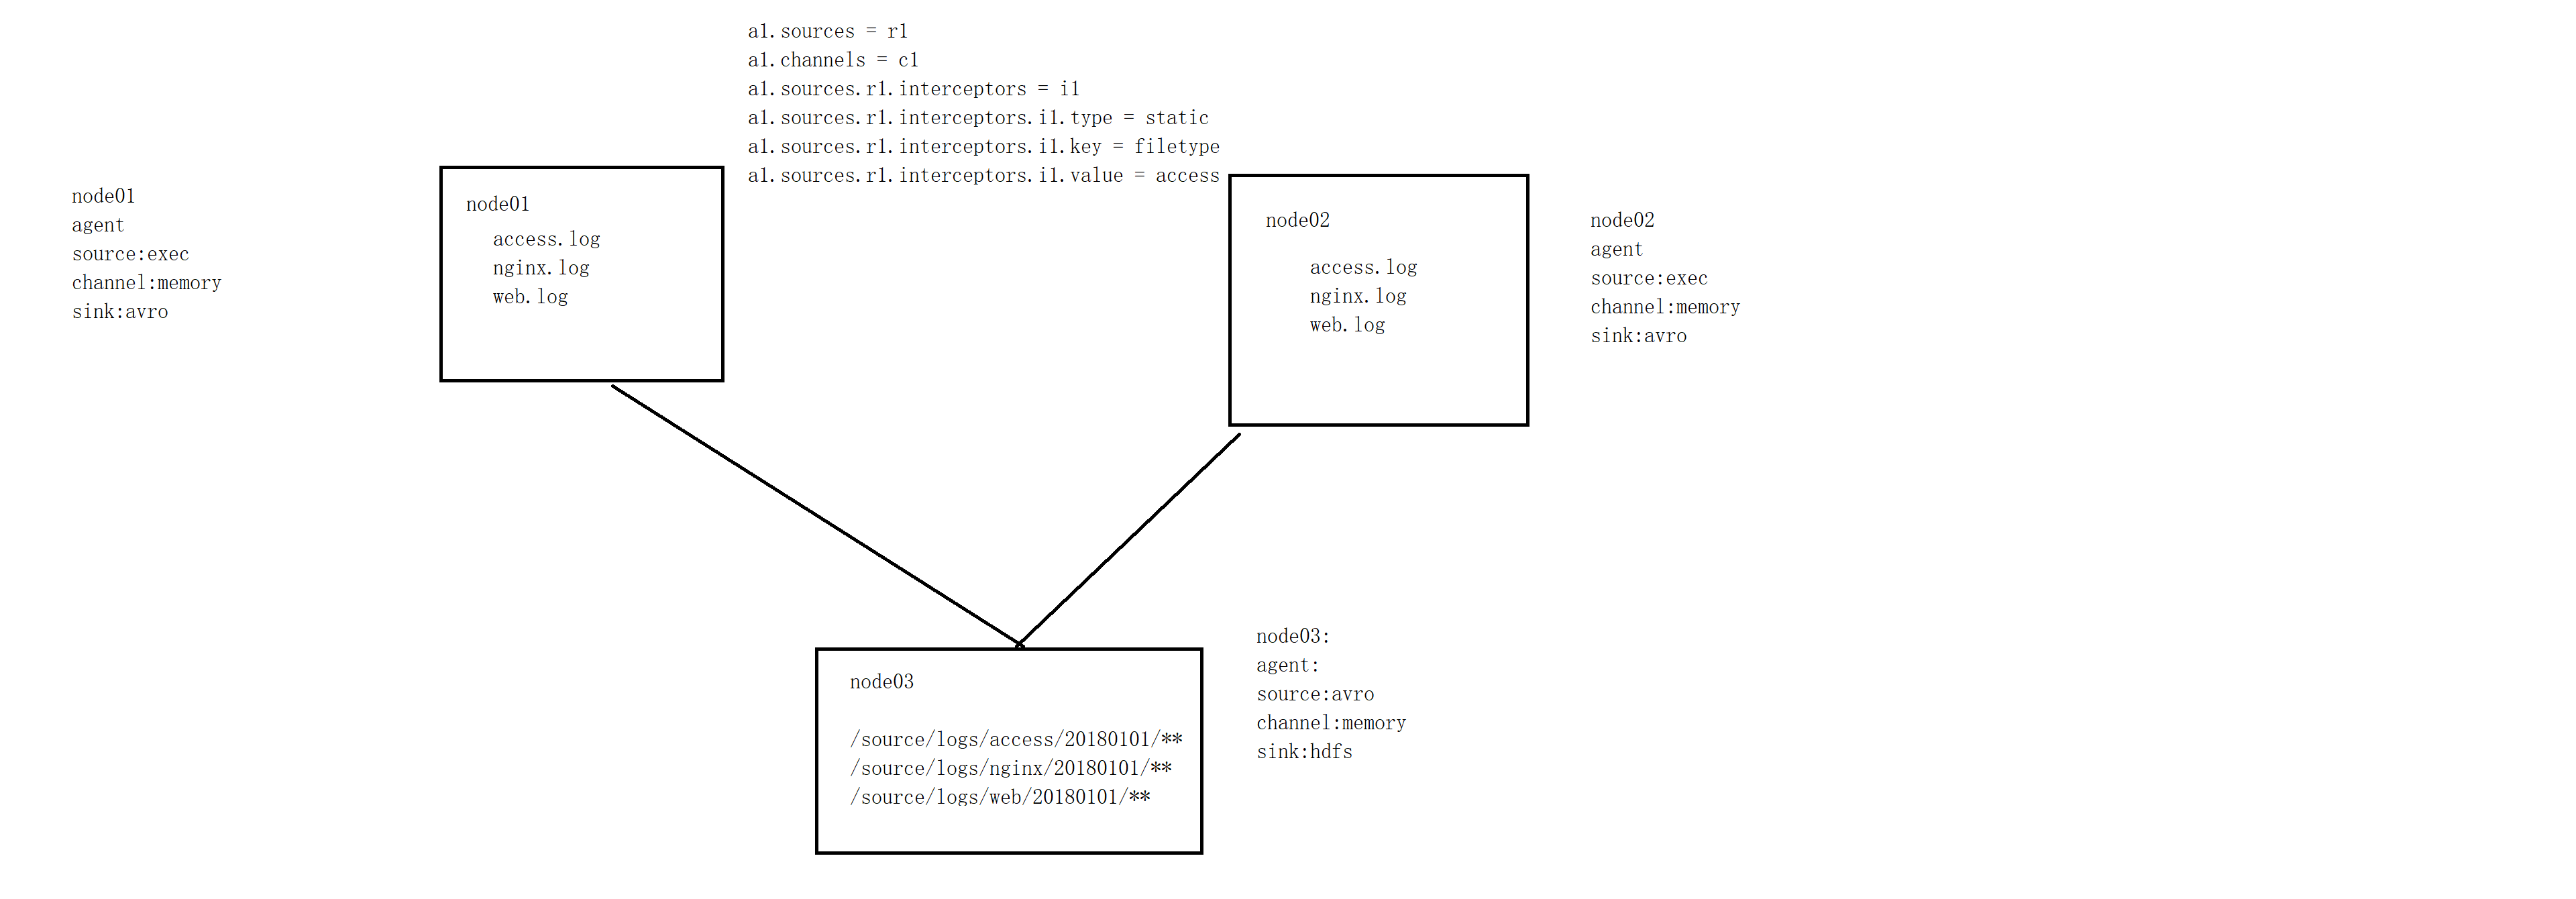 a1.sources = r1
a1.channels = c1
a1.sources.r1.interceptors = i1
a1.sources.r1.interceptors.i1.type = static
a1.sources.r1.interceptors.i1.key = filetype
a1.sources.r1.interceptors.i1.value = access
node01
agent
source:exec
channel:memory
sink:avro
node01
access.log
nginx.log
web.log
node02
access.log
nginx.log
web.log
node02
agent
source:exec
channel:memory
sink:avro
node03
/source/logs/access/20180101/**
/source/logs/nginx/20180101/**
/source/logs/web/20180101/**
node03:
agent:
source:avro
channel:memory
sink:hdfs